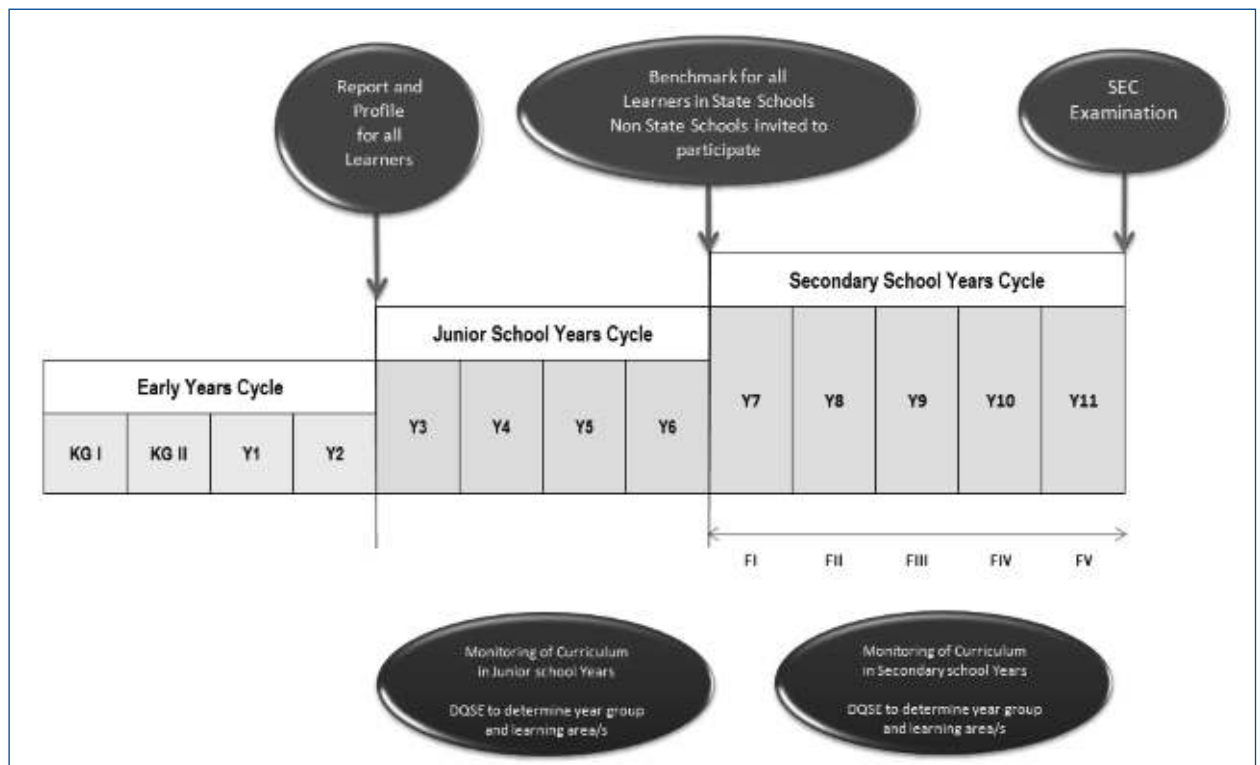 Report and
Profile
for all
Learners
Benchmark for all
Learners in State Schools
Non State Schools invited to
participate
SEC
Examination
Secondary School Years Cycle
Junior School Years Cycle
Early Years Cycle
Y7 Y8 Y9 Y10 Y11
Y3 Y4 Y5 Y6
KG I KG II Y1 Y2
FI FII FIII FIV FV
Monitoring of Curriculum
in Junior school Years
DQSE to determine year group
and learning area/s
Monitoring of Curriculum
in Secondary school Years
DQSE to determine year group
and learning area/s